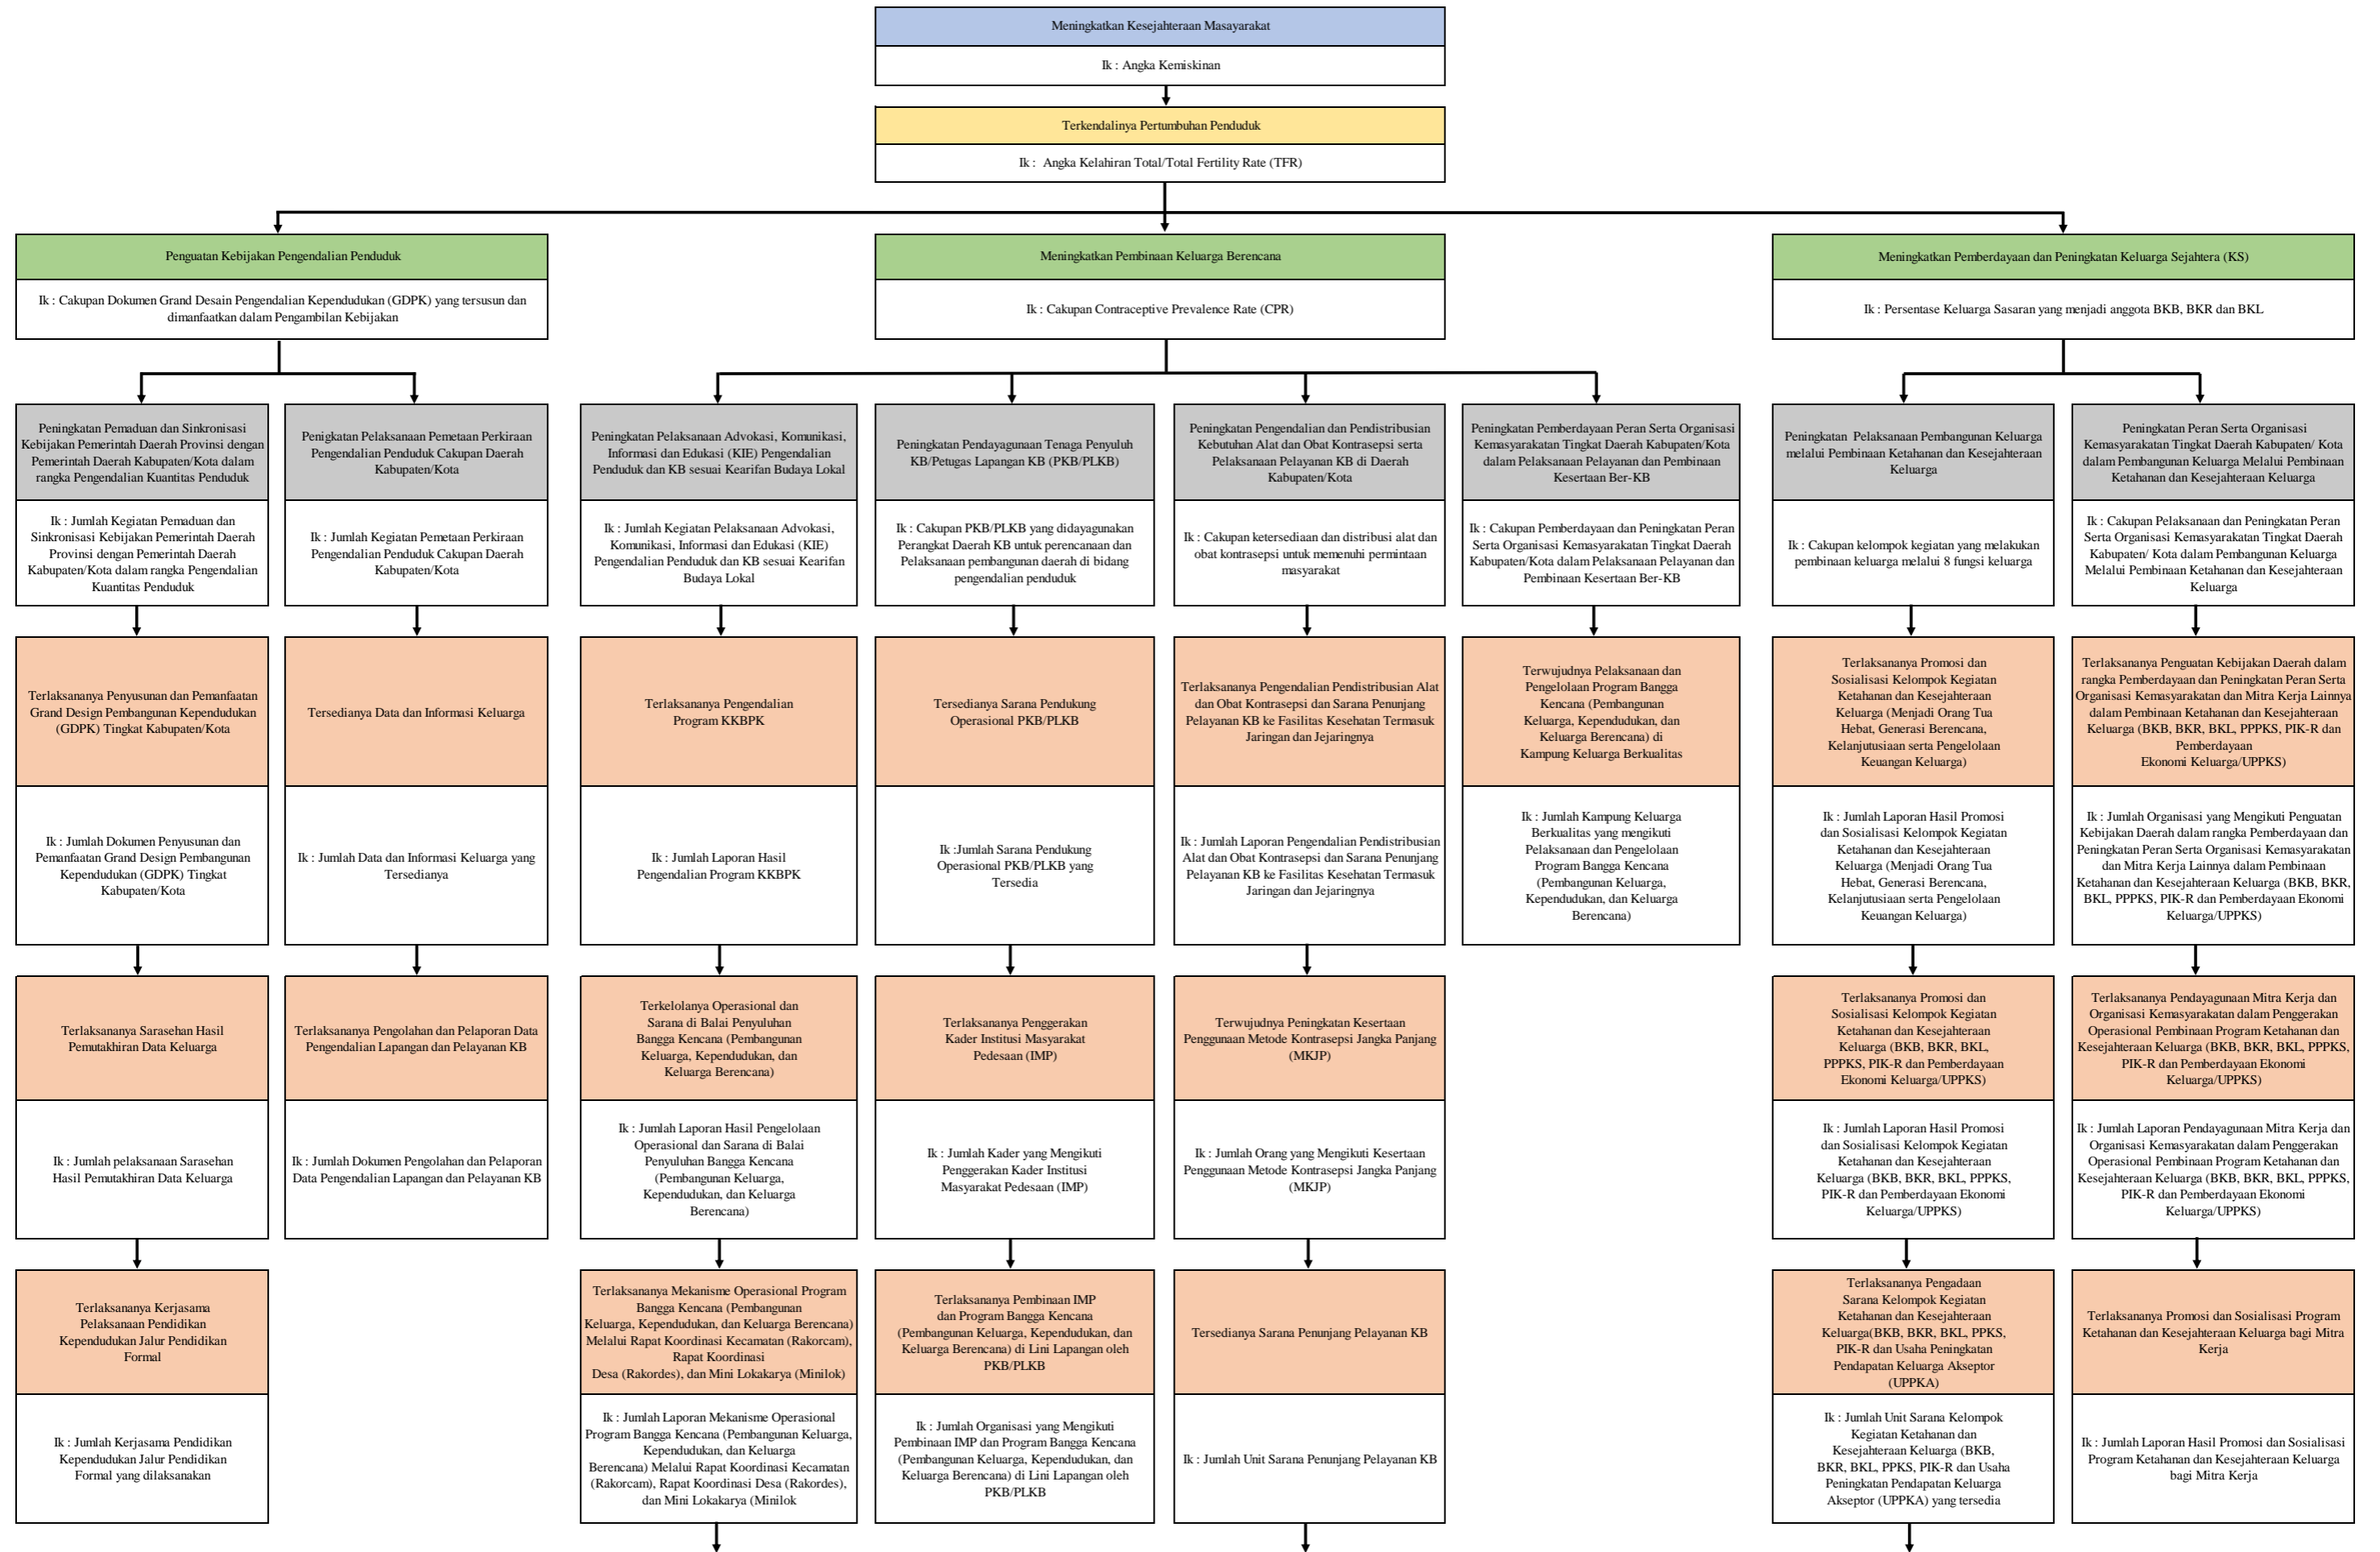 Meningkatkan Kesejahteraan Masayarakat
Ik : Angka Kemiskinan
Terkendalinya Pertumbuhan Penduduk
Ik :  Angka Kelahiran Total/Total Fertility Rate (TFR)
Penguatan Kebijakan Pengendalian Penduduk
Ik : Cakupan Dokumen Grand Desain Pengendalian Kependudukan (GDPK) yang tersusun dan
dimanfaatkan dalam Pengambilan Kebijakan
Meningkatkan Pembinaan Keluarga Berencana
Ik : Cakupan Contraceptive Prevalence Rate (CPR)
Meningkatkan Pemberdayaan dan Peningkatan Keluarga Sejahtera (KS)
Ik : Persentase Keluarga Sasaran yang menjadi anggota BKB, BKR dan BKL
Peningkatan Pemaduan dan Sinkronisasi
Kebijakan Pemerintah Daerah Provinsi dengan
Pemerintah Daerah Kabupaten/Kota dalam
rangka Pengendalian Kuantitas Penduduk
Ik : Jumlah Kegiatan Pemaduan dan
Sinkronisasi Kebijakan Pemerintah Daerah
Provinsi dengan Pemerintah Daerah
Kabupaten/Kota dalam rangka Pengendalian
Kuantitas Penduduk
Penigkatan Pelaksanaan Pemetaan Perkiraan
Pengendalian Penduduk Cakupan Daerah
Kabupaten/Kota
Ik : Jumlah Kegiatan Pemetaan Perkiraan
Pengendalian Penduduk Cakupan Daerah
Kabupaten/Kota
Peningkatan Pelaksanaan Advokasi, Komunikasi,
Informasi dan Edukasi (KIE) Pengendalian
Penduduk dan KB sesuai Kearifan Budaya Lokal
Ik : Jumlah Kegiatan Pelaksanaan Advokasi,
Komunikasi, Informasi dan Edukasi (KIE)
Pengendalian Penduduk dan KB sesuai Kearifan
Budaya Lokal
Peningkatan Pendayagunaan Tenaga Penyuluh
KB/Petugas Lapangan KB (PKB/PLKB)
Ik : Cakupan PKB/PLKB yang didayagunakan
Perangkat Daerah KB untuk perencanaan dan
Pelaksanaan pembangunan daerah di bidang
pengendalian penduduk
Peningkatan Pengendalian dan Pendistribusian
Kebutuhan Alat dan Obat Kontrasepsi serta
Pelaksanaan Pelayanan KB di Daerah
Kabupaten/Kota
Ik : Cakupan ketersediaan dan distribusi alat dan
obat kontrasepsi untuk memenuhi permintaan
masyarakat
Peningkatan Pemberdayaan Peran Serta Organisasi
Kemasyarakatan Tingkat Daerah Kabupaten/Kota
dalam Pelaksanaan Pelayanan dan Pembinaan
Kesertaan Ber-KB
Ik : Cakupan Pemberdayaan dan Peningkatan Peran
Serta Organisasi Kemasyarakatan Tingkat Daerah
Kabupaten/Kota dalam Pelaksanaan Pelayanan dan
Pembinaan Kesertaan Ber-KB
Peningkatan  Pelaksanaan Pembangunan Keluarga
melalui Pembinaan Ketahanan dan Kesejahteraan
Keluarga
Ik : Cakupan kelompok kegiatan yang melakukan
pembinaan keluarga melalui 8 fungsi keluarga
Peningkatan Peran Serta Organisasi
Kemasyarakatan Tingkat Daerah Kabupaten/ Kota
dalam Pembangunan Keluarga Melalui Pembinaan
Ketahanan dan Kesejahteraan Keluarga
Ik : Cakupan Pelaksanaan dan Peningkatan Peran
Serta Organisasi Kemasyarakatan Tingkat Daerah
Kabupaten/ Kota dalam Pembangunan Keluarga
Melalui Pembinaan Ketahanan dan Kesejahteraan
Keluarga
Terlaksananya Penyusunan dan Pemanfaatan
Grand Design Pembangunan Kependudukan
(GDPK) Tingkat Kabupaten/Kota
Ik : Jumlah Dokumen Penyusunan dan
Pemanfaatan Grand Design Pembangunan
Kependudukan (GDPK) Tingkat
Kabupaten/Kota
Tersedianya Data dan Informasi Keluarga
Ik : Jumlah Data dan Informasi Keluarga yang
Tersedianya
Terlaksananya Pengendalian
Program KKBPK
Ik : Jumlah Laporan Hasil
Pengendalian Program KKBPK
Tersedianya Sarana Pendukung
Operasional PKB/PLKB
Ik :Jumlah Sarana Pendukung
Operasional PKB/PLKB yang
Tersedia
Terlaksananya Pengendalian Pendistribusian Alat
dan Obat Kontrasepsi dan Sarana Penunjang
Pelayanan KB ke Fasilitas Kesehatan Termasuk
Jaringan dan Jejaringnya
Ik : Jumlah Laporan Pengendalian Pendistribusian
Alat dan Obat Kontrasepsi dan Sarana Penunjang
Pelayanan KB ke Fasilitas Kesehatan Termasuk
Jaringan dan Jejaringnya
Terwujudnya Pelaksanaan dan
Pengelolaan Program Bangga
Kencana (Pembangunan
Keluarga, Kependudukan, dan
Keluarga Berencana) di
Kampung Keluarga Berkualitas
Ik : Jumlah Kampung Keluarga
Berkualitas yang mengikuti
Pelaksanaan dan Pengelolaan
Program Bangga Kencana
(Pembangunan Keluarga,
Kependudukan, dan Keluarga
Berencana)
Terlaksananya Promosi dan
Sosialisasi Kelompok Kegiatan
Ketahanan dan Kesejahteraan
Keluarga (Menjadi Orang Tua
Hebat, Generasi Berencana,
Kelanjutusiaan serta Pengelolaan
Keuangan Keluarga)
Ik : Jumlah Laporan Hasil Promosi
dan Sosialisasi Kelompok Kegiatan
Ketahanan dan Kesejahteraan
Keluarga (Menjadi Orang Tua
Hebat, Generasi Berencana,
Kelanjutusiaan serta Pengelolaan
Keuangan Keluarga)
Terlaksananya Penguatan Kebijakan Daerah dalam
rangka Pemberdayaan dan Peningkatan Peran Serta
Organisasi Kemasyarakatan dan Mitra Kerja Lainnya
dalam Pembinaan Ketahanan dan Kesejahteraan
Keluarga (BKB, BKR, BKL, PPPKS, PIK-R dan
Pemberdayaan
Ekonomi Keluarga/UPPKS)
Ik : Jumlah Organisasi yang Mengikuti Penguatan
Kebijakan Daerah dalam rangka Pemberdayaan dan
Peningkatan Peran Serta Organisasi Kemasyarakatan
dan Mitra Kerja Lainnya dalam Pembinaan
Ketahanan dan Kesejahteraan Keluarga (BKB, BKR,
BKL, PPPKS, PIK-R dan Pemberdayaan Ekonomi
Keluarga/UPPKS)
Terlaksananya Sarasehan Hasil
Pemutakhiran Data Keluarga
Ik : Jumlah pelaksanaan Sarasehan
Hasil Pemutakhiran Data Keluarga
Terlaksananya Pengolahan dan Pelaporan Data
Pengendalian Lapangan dan Pelayanan KB
Ik : Jumlah Dokumen Pengolahan dan Pelaporan
Data Pengendalian Lapangan dan Pelayanan KB
Terkelolanya Operasional dan
Sarana di Balai Penyuluhan
Bangga Kencana (Pembangunan
Keluarga, Kependudukan, dan
Keluarga Berencana)
Ik : Jumlah Laporan Hasil Pengelolaan
Operasional dan Sarana di Balai
Penyuluhan Bangga Kencana
(Pembangunan Keluarga,
Kependudukan, dan Keluarga
Berencana)
Terlaksananya Penggerakan
Kader Institusi Masyarakat
Pedesaan (IMP)
Ik : Jumlah Kader yang Mengikuti
Penggerakan Kader Institusi
Masyarakat Pedesaan (IMP)
Terwujudnya Peningkatan Kesertaan
Penggunaan Metode Kontrasepsi Jangka Panjang
(MKJP)
Ik : Jumlah Orang yang Mengikuti Kesertaan
Penggunaan Metode Kontrasepsi Jangka Panjang
(MKJP)
Terlaksananya Promosi dan
Sosialisasi Kelompok Kegiatan
Ketahanan dan Kesejahteraan
Keluarga (BKB, BKR, BKL,
PPPKS, PIK-R dan Pemberdayaan
Ekonomi Keluarga/UPPKS)
Ik : Jumlah Laporan Hasil Promosi
dan Sosialisasi Kelompok Kegiatan
Ketahanan dan Kesejahteraan
Keluarga (BKB, BKR, BKL, PPPKS,
PIK-R dan Pemberdayaan Ekonomi
Keluarga/UPPKS)
Terlaksananya Pendayagunaan Mitra Kerja dan
Organisasi Kemasyarakatan dalam Penggerakan
Operasional Pembinaan Program Ketahanan dan
Kesejahteraan Keluarga (BKB, BKR, BKL, PPPKS,
PIK-R dan Pemberdayaan Ekonomi
Keluarga/UPPKS)
Ik : Jumlah Laporan Pendayagunaan Mitra Kerja dan
Organisasi Kemasyarakatan dalam Penggerakan
Operasional Pembinaan Program Ketahanan dan
Kesejahteraan Keluarga (BKB, BKR, BKL, PPPKS,
PIK-R dan Pemberdayaan Ekonomi
Keluarga/UPPKS)
Terlaksananya Kerjasama
Pelaksanaan Pendidikan
Kependudukan Jalur Pendidikan
Formal
Ik : Jumlah Kerjasama Pendidikan
Kependudukan Jalur Pendidikan
Formal yang dilaksanakan
Terlaksananya Mekanisme Operasional Program
Bangga Kencana (Pembangunan
Keluarga, Kependudukan, dan Keluarga Berencana)
Melalui Rapat Koordinasi Kecamatan (Rakorcam),
Rapat Koordinasi
Desa (Rakordes), dan Mini Lokakarya (Minilok)
Ik : Jumlah Laporan Mekanisme Operasional
Program Bangga Kencana (Pembangunan Keluarga,
Kependudukan, dan Keluarga
Berencana) Melalui Rapat Koordinasi Kecamatan
(Rakorcam), Rapat Koordinasi Desa (Rakordes),
dan Mini Lokakarya (Minilok
Terlaksananya Pembinaan IMP
dan Program Bangga Kencana
(Pembangunan Keluarga, Kependudukan, dan
Keluarga Berencana) di Lini Lapangan oleh
PKB/PLKB
Ik : Jumlah Organisasi yang Mengikuti
Pembinaan IMP dan Program Bangga Kencana
(Pembangunan Keluarga, Kependudukan, dan
Keluarga Berencana) di Lini Lapangan oleh
PKB/PLKB
Tersedianya Sarana Penunjang Pelayanan KB
Ik : Jumlah Unit Sarana Penunjang Pelayanan KB
Terlaksananya Pengadaan
Sarana Kelompok Kegiatan
Ketahanan dan Kesejahteraan
Keluarga(BKB, BKR, BKL, PPKS,
PIK-R dan Usaha Peningkatan
Pendapatan Keluarga Akseptor
(UPPKA)
Ik : Jumlah Unit Sarana Kelompok
Kegiatan Ketahanan dan
Kesejahteraan Keluarga (BKB,
BKR, BKL, PPKS, PIK-R dan Usaha
Peningkatan Pendapatan Keluarga
Akseptor (UPPKA) yang tersedia
Terlaksananya Promosi dan Sosialisasi Program
Ketahanan dan Kesejahteraan Keluarga bagi Mitra
Kerja
Ik : Jumlah Laporan Hasil Promosi dan Sosialisasi
Program Ketahanan dan Kesejahteraan Keluarga
bagi Mitra Kerja